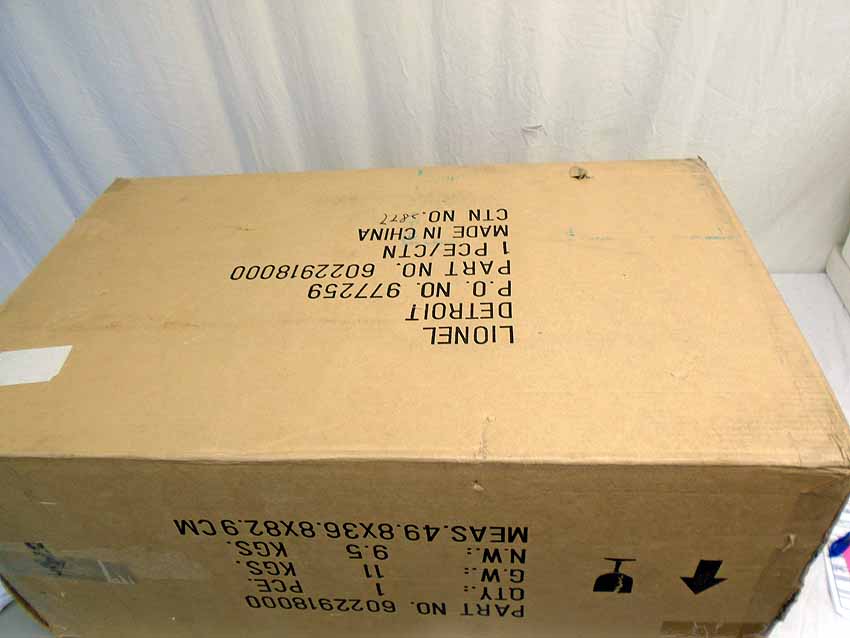 LIONEL
DETROIT
P.O. NO. 977259
PART NO. 6022918000
1 PCE/CTN
MADE IN CHINA
CTN NO. 5877
PART NO. 6022918000
QTY.: 1 PCE.
G.W.: 11 KGS.
N.W.: 9.5 KGS.
MEAS.49.8X36.8X82.9CM